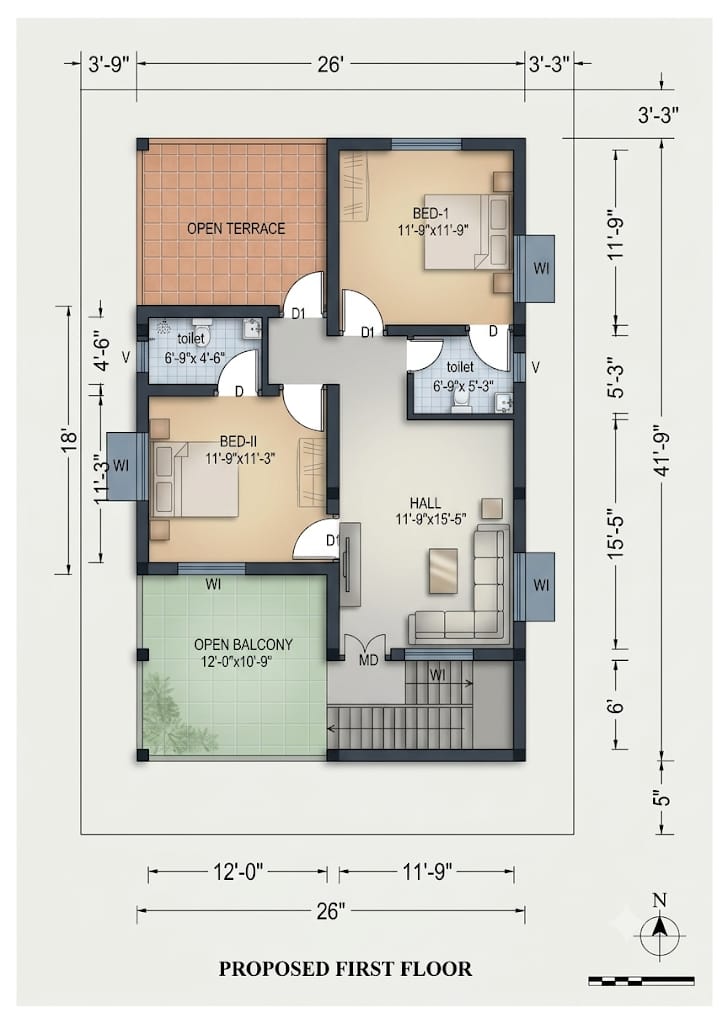 3'-9" 26' 3'-3"
3'-3"
OPEN TERRACE
BED-1
11'-9"x11'-9"
11'-9"
WI
D1
D1
D
toilet
6'-9"x 4'-6"
4'-6"
V
D
toilet
6'-9"x 5'-3"
V
5'-3"
18'
41'-9"
BED-II
11'-9"x11'-3"
WI
11'-3"
HALL
11'-9"x15'-5"
15'-5"
D1
WI
WI
OPEN BALCONY
12'-0"x10'-9"
MD
WI
6'
5"
12'-0" 11'-9"
26"
N
PROPOSED FIRST FLOOR